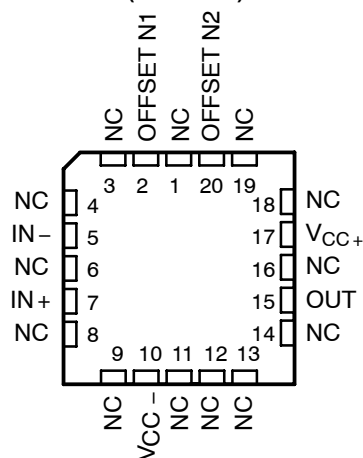 NC
OFFSET N1
NC
OFFSET N2
NC
3 2 1 20 19
NC 4
IN− 5
NC 6
IN+ 7
NC 8
18 NC
17 VCC+
16 NC
15 OUT
14 NC
9 10 11 12 13
NC
VCC−
NC
NC
NC